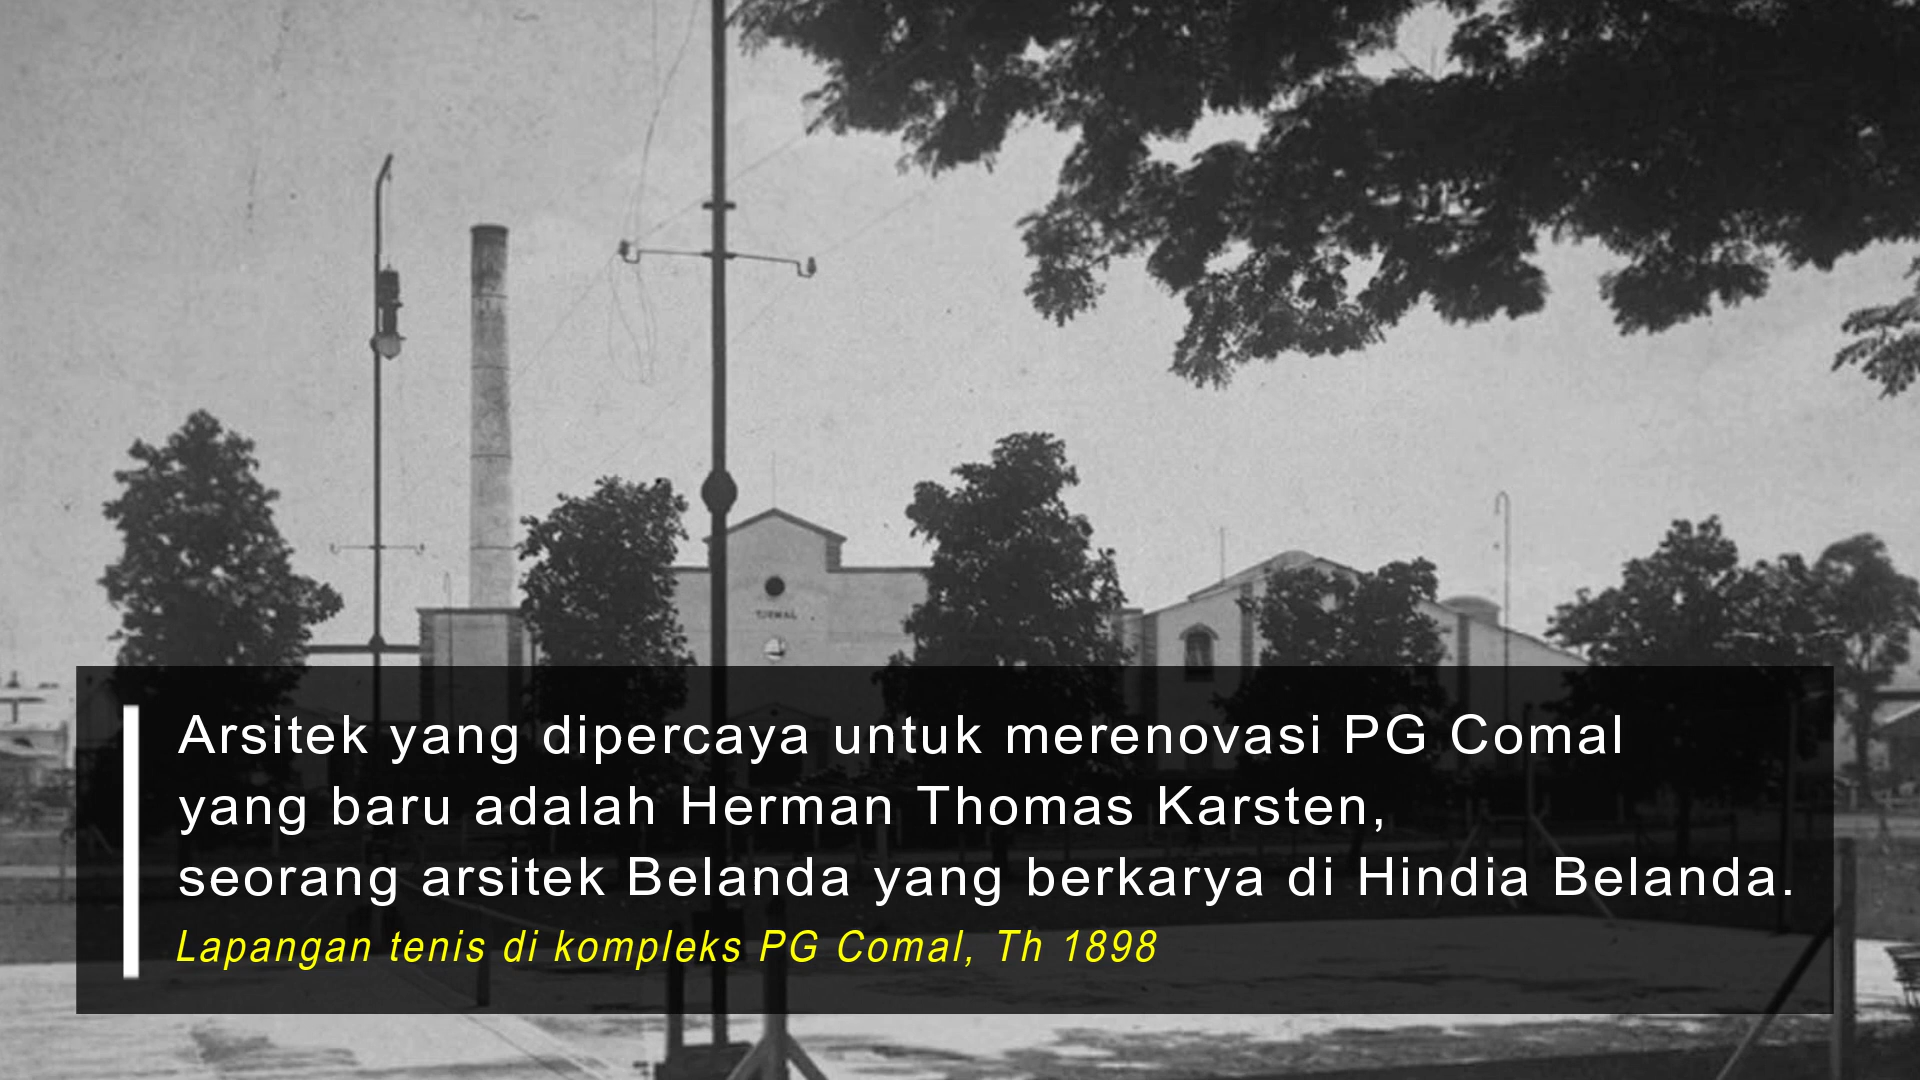 TJOMAL
Arsitek yang dipercaya untuk merenovasi PG Comal
yang baru adalah Herman Thomas Karsten,
seorang arsitek Belanda yang berkarya di Hindia Belanda.
Lapangan tenis di kompleks PG Comal, Th 1898